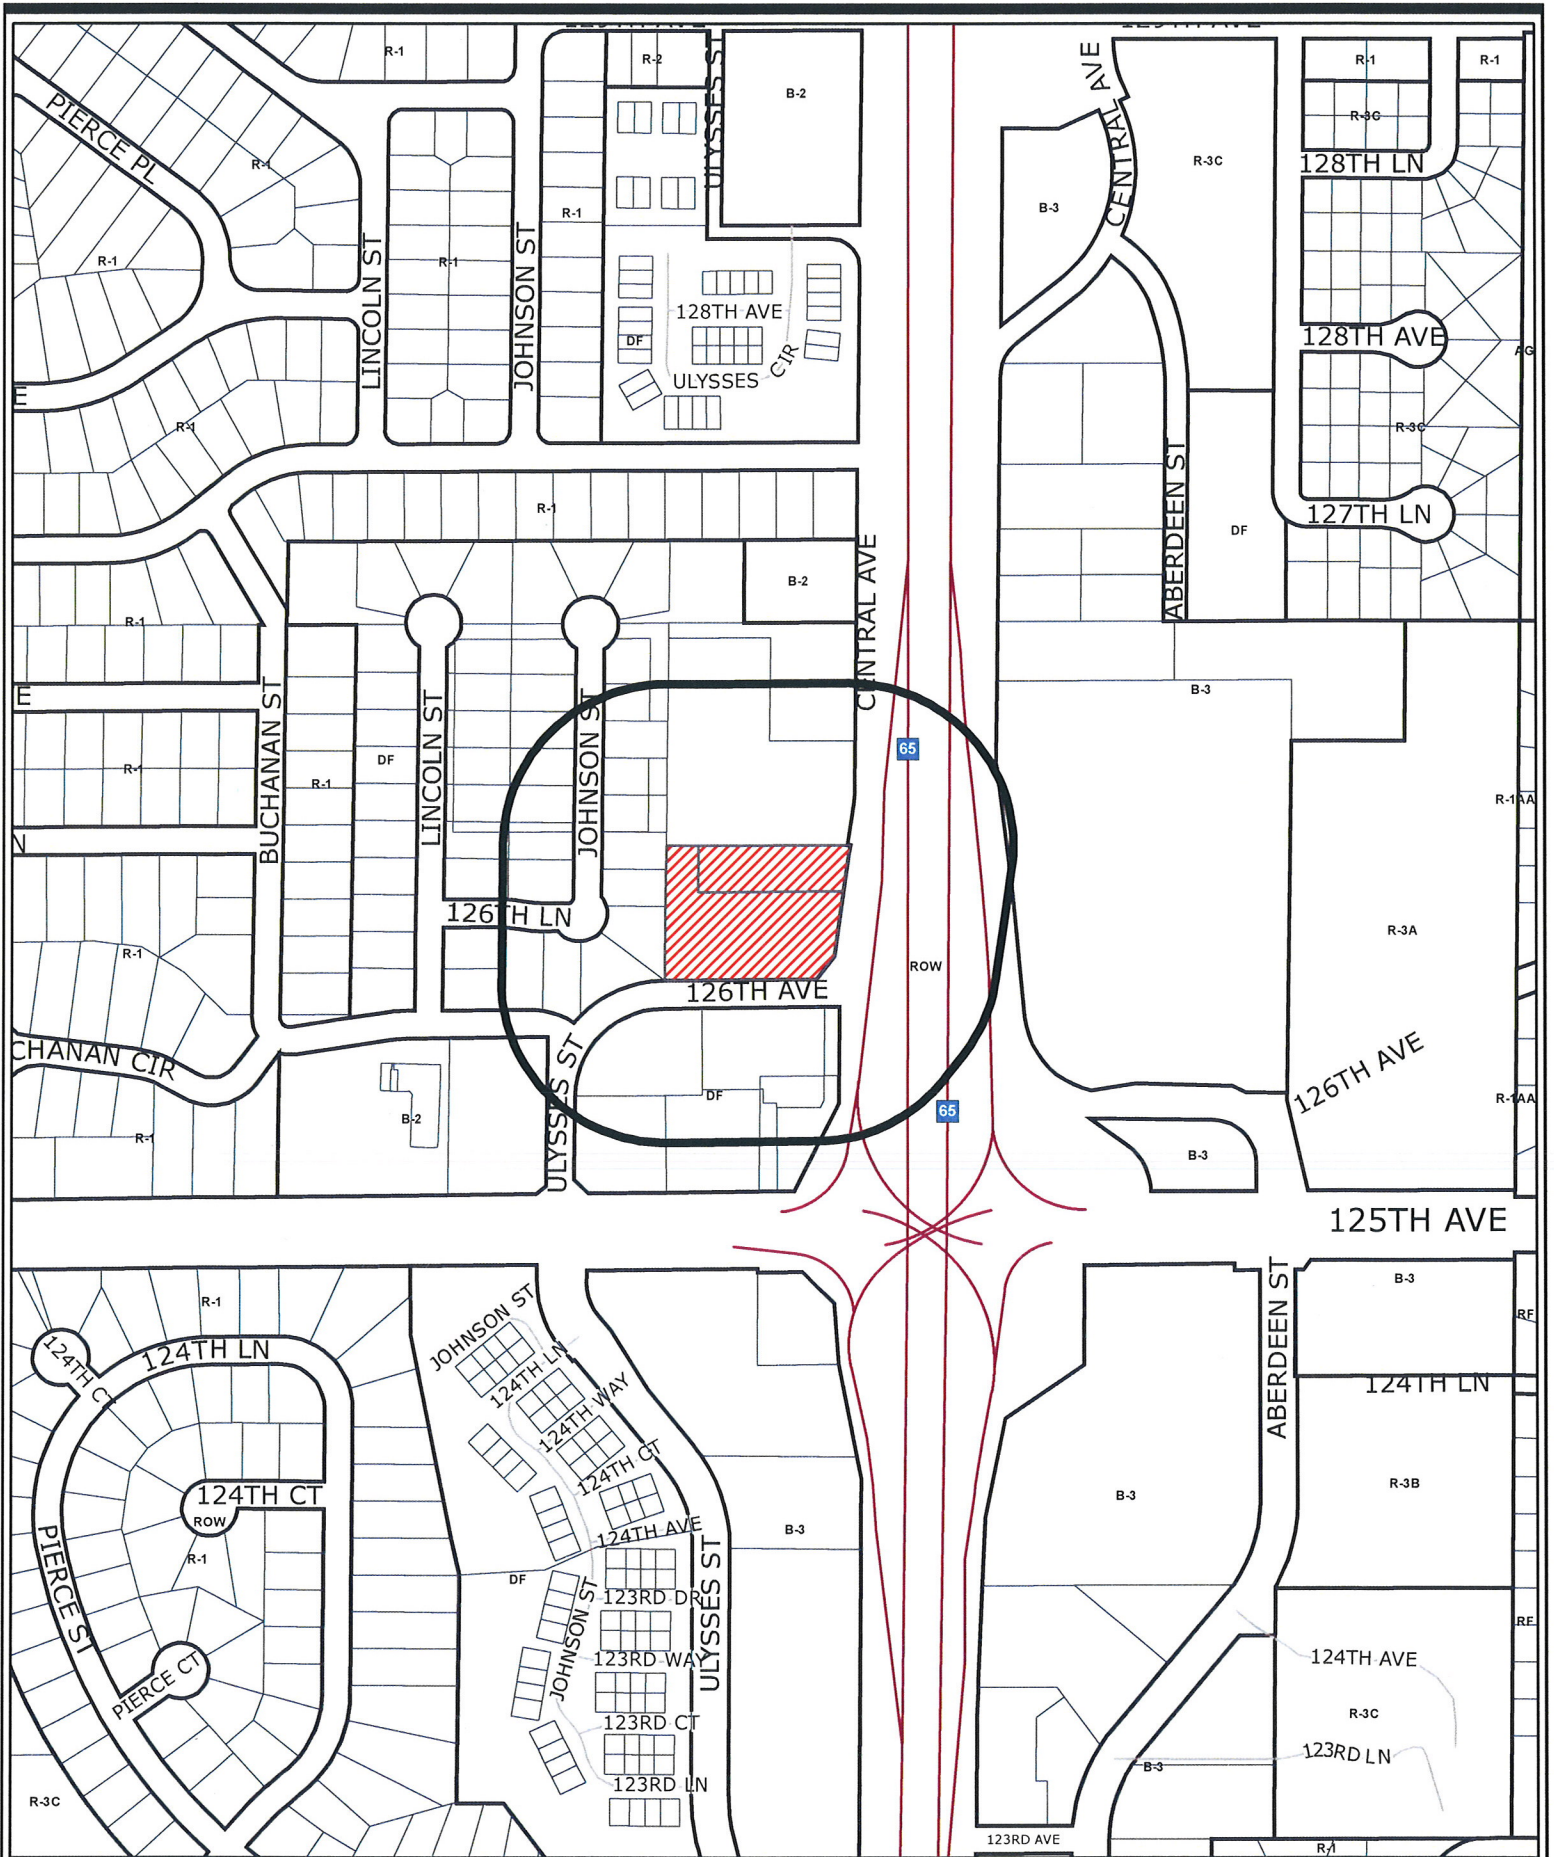 R-1
R-2
ULYSSES ST
B-2
CENTRAL AVE
R-1
R-1
R-3C
R-3C
128TH LN
PIERCE PL
R-1
R-1
B-3
R-1
R-1
LINCOLN ST
JOHNSON ST
128TH AVE
DF
ULYSSES
CIR
128TH AVE
AG
E
R-1
R-3C
ABERDEEN ST
R-1
127TH LN
DF
CENTRAL AVE
B-2
R-1
E
BUCHANAN ST
LINCOLN ST
JOHNSON ST
B-3
65
DF
R-1
R-1
R-1AA
N
126TH LN
R-1
R-3A
ROW
126TH AVE
CHANAN CIR
ULYSSES ST
126TH AVE
DF
B-2
65
R-1AA
R-1
B-3
125TH AVE
R-1
JOHNSON ST
ABERDEEN ST
B-3
RF
124TH CT
124TH LN
124TH LN
124TH LN
124TH WAY
124TH CT
124TH CT
ROW
B-3
R-3B
124TH AVE
B-3
PIERCE ST
R-1
DF
ULYSSES ST
123RD DR
JOHNSON ST
RF
123RD WAY
124TH AVE
PIERCE CT
123RD CT
R-3C
123RD LN
B-3
123RD LN
R-3C
123RD AVE
R-1